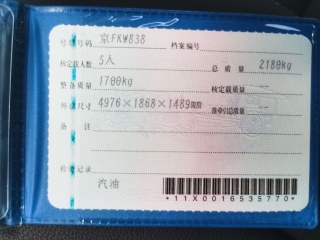 号牌号码 京FKW838 档案编号
核定载人数 5人 总质量 2180kg
整备质量 1700kg 核定载质量
外廓尺寸 4976×1868×1489mm 准牵引总质量
备注
检验记录
汽油
*11X0016535770*